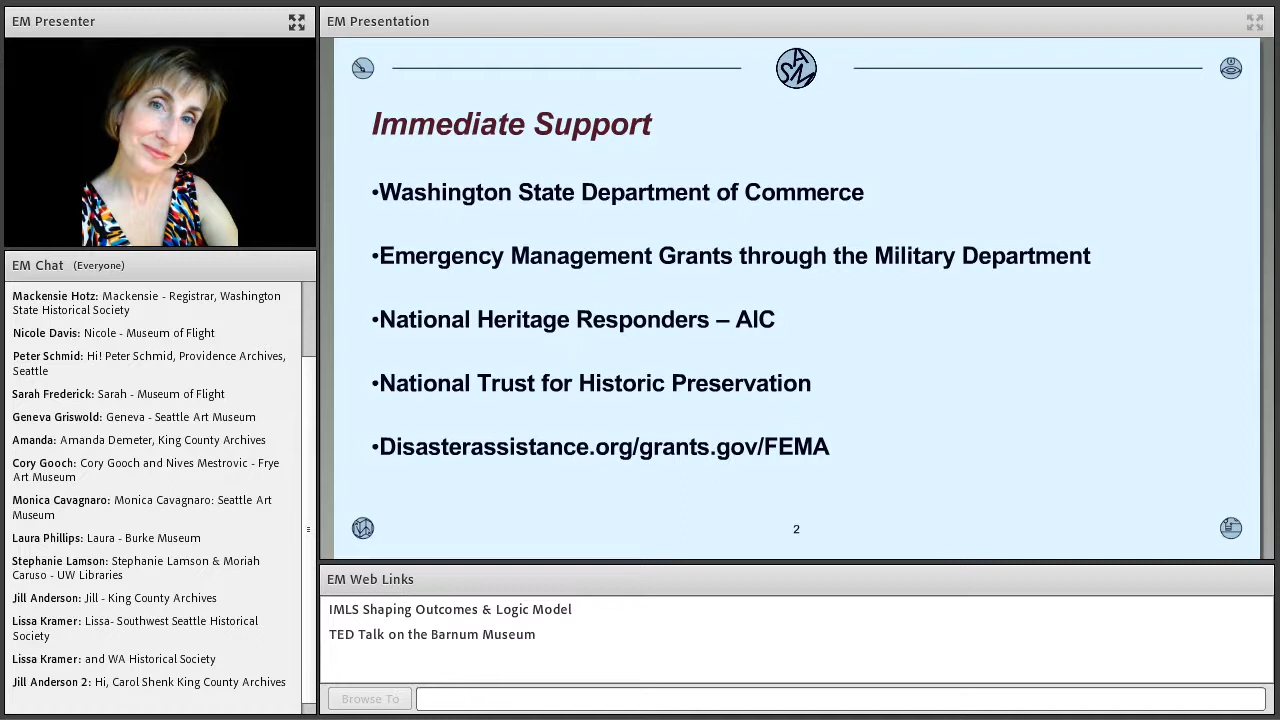 EM Presenter
EM Chat (Everyone)
Mackensie Hotz: Mackensie - Registrar, Washington
State Historical Society
Nicole Davis: Nicole - Museum of Flight
Peter Schmid: Hi! Peter Schmid, Providence Archives,
Seattle
Sarah Frederick: Sarah - Museum of Flight
Geneva Griswold: Geneva - Seattle Art Museum
Amanda: Amanda Demeter, King County Archives
Cory Gooch: Cory Gooch and Nives Mestrovic - Frye
Art Museum
Monica Cavagnaro: Monica Cavagnaro: Seattle Art
Museum
Laura Phillips: Laura - Burke Museum
Stephanie Lamson: Stephanie Lamson & Moriah
Caruso - UW Libraries
Jill Anderson: Jill - King County Archives
Lissa Kramer: Lissa- Southwest Seattle Historical
Society
Lissa Kramer: and WA Historical Society
Jill Anderson 2: Hi, Carol Shenk King County Archives
EM Presentation
ASM
Immediate Support
•Washington State Department of Commerce
•Emergency Management Grants through the Military Department
•National Heritage Responders – AIC
•National Trust for Historic Preservation
•Disasterassistance.org/grants.gov/FEMA
2
EM Web Links
IMLS Shaping Outcomes & Logic Model
TED Talk on the Barnum Museum
Browse To